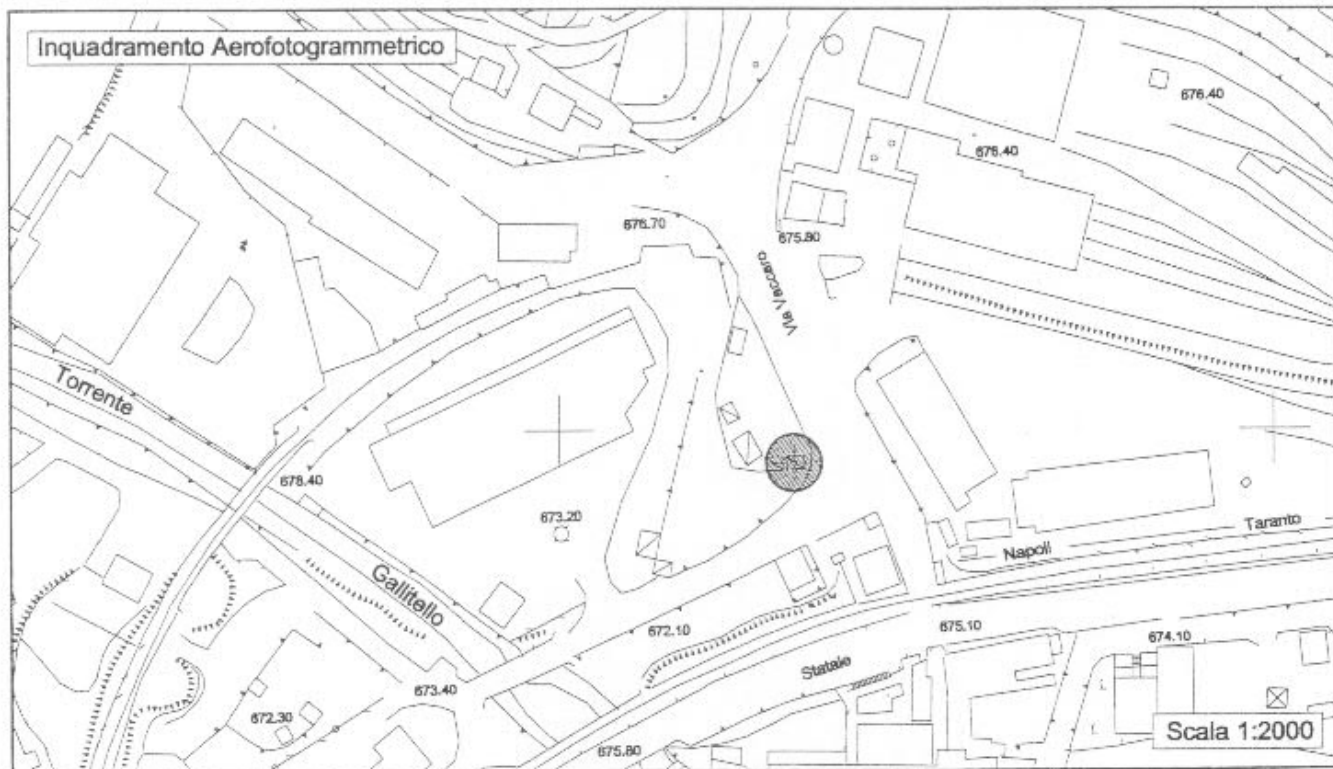 Inquadramento Aerofotogrammetrico
676.40
676.40
676.70
675.80
Via Vaccaro
Torrente
678.40
673.20
Taranto
Napoli
Gallitello
672.10
675.10
674.10
Statale
673.40
672.30
675.80
Scala 1:2000